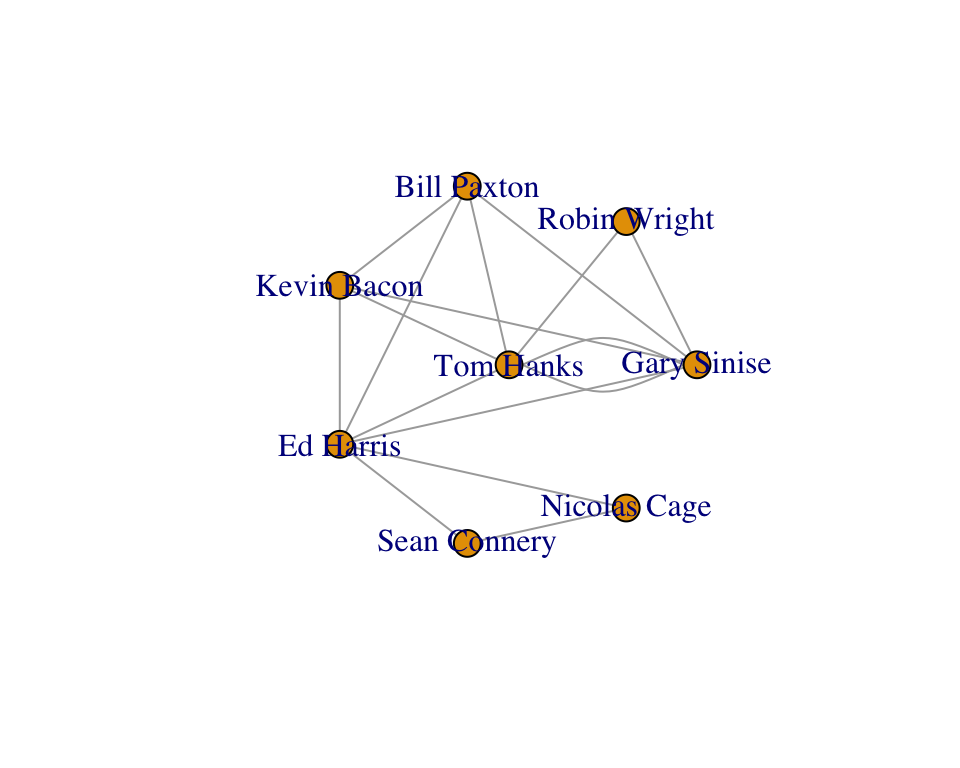 Bill Paxton
Robin Wright
Kevin Bacon
Tom Hanks
Gary Sinise
Ed Harris
Nicolas Cage
Sean Connery